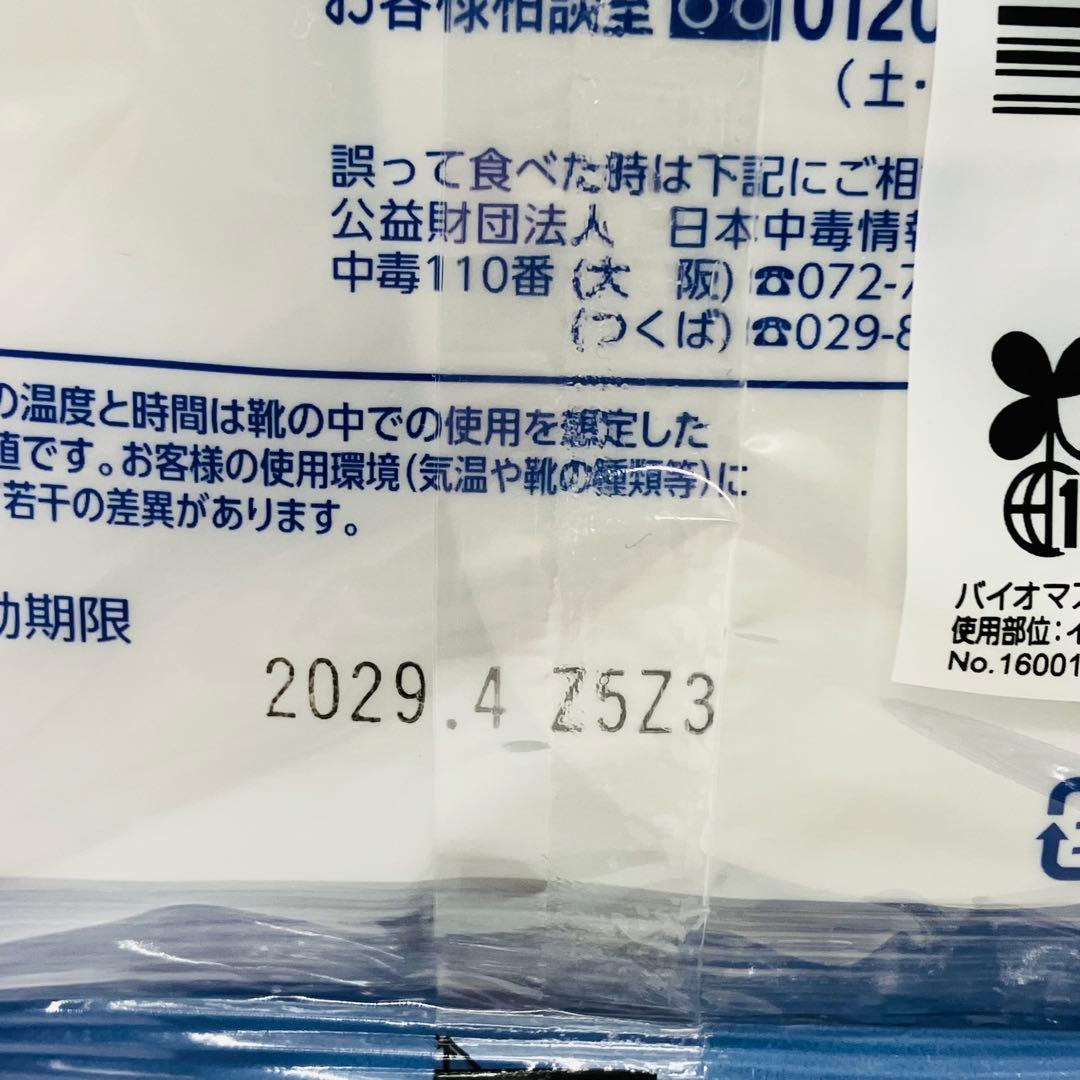 お客様相談室 0120
(土・
誤って食べた時は下記にご相
公益財団法人 日本中毒情報
中毒110番 (大 阪) ☎072-7
(つくば) ☎029-8
の温度と時間は靴の中での使用を想定した
値です。お客様の使用環境(気温や靴の種類等)に
若干の差異があります。
効期限
2029.4 Z5Z3
バイオマス
使用部位:イ
No.16001